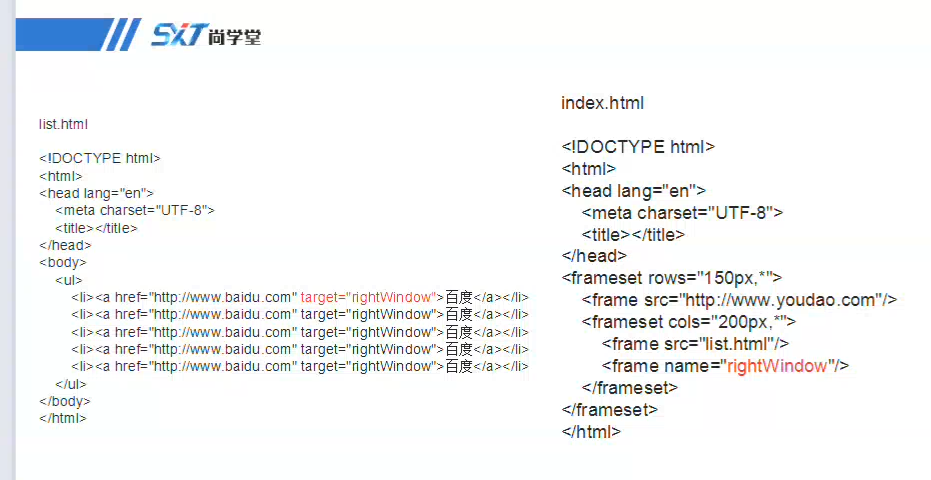 SXT尚学堂
list.html
<!DOCTYPE html>
<html>
<head lang="en">
<meta charset="UTF-8">
<title></title>
</head>
<body>
<ul>
<li><a href="http://www.baidu.com" target="rightWindow">百度</a></li>
<li><a href="http://www.baidu.com" target="rightWindow">百度</a></li>
<li><a href="http://www.baidu.com" target="rightWindow">百度</a></li>
<li><a href="http://www.baidu.com" target="rightWindow">百度</a></li>
<li><a href="http://www.baidu.com" target="rightWindow">百度</a></li>
</ul>
</body>
</html>
index.html
<!DOCTYPE html>
<html>
<head lang="en">
<meta charset="UTF-8">
<title></title>
</head>
<frameset rows="150px,*">
<frame src="http://www.youdao.com"/>
<frameset cols="200px,*">
<frame src="list.html"/>
<frame name="rightWindow"/>
</frameset>
</frameset>
</html>